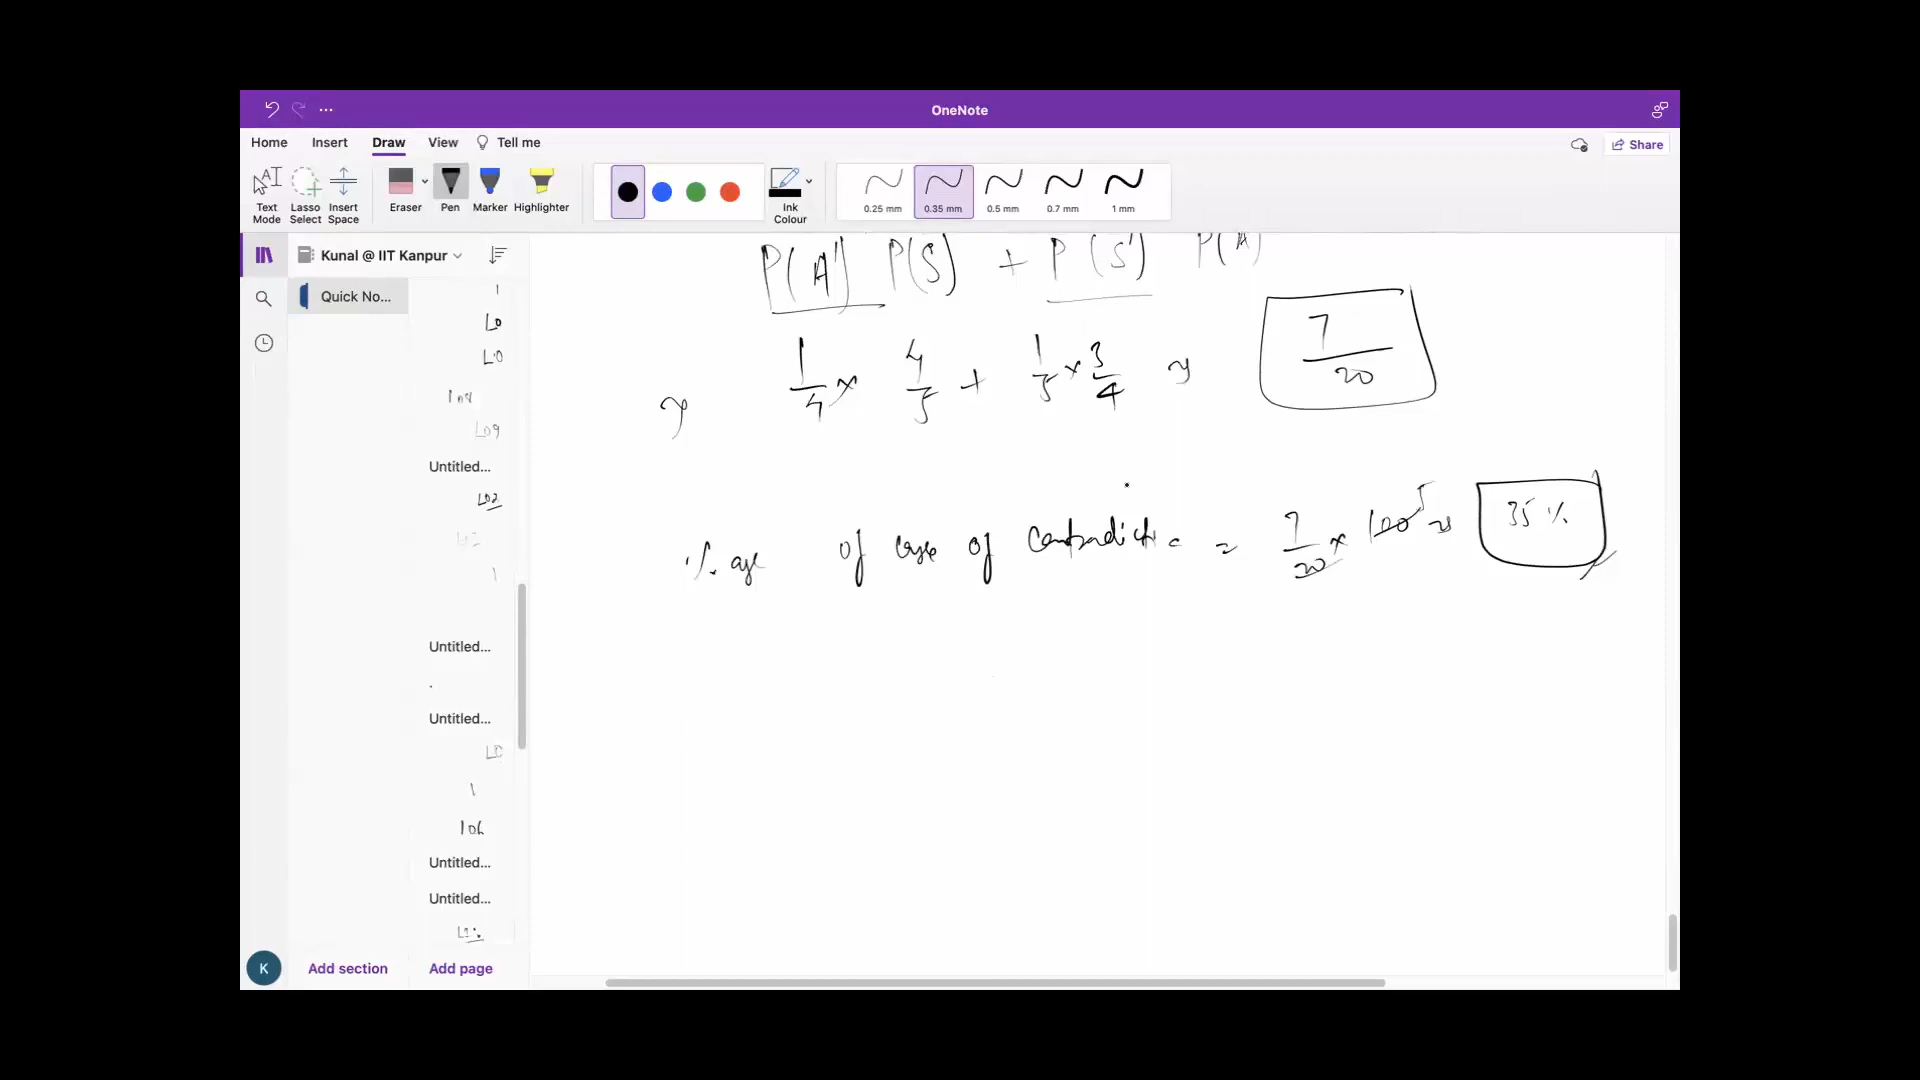 OneNote
Home Insert Draw View Tell me
Share
Text Mode
Lasso Select
Insert Space
Eraser
Pen
Marker
Highlighter
Ink Colour
0.25 mm
0.35 mm
0.5 mm
0.7 mm
1 mm
Kunal @ IIT Kanpur
Quick No...
Untitled...
L02
Untitled...
Untitled...
106
Untitled...
Untitled...
K
Add section
Add page
P(A') P(S) + P(S') P(A)
1/4 × 4/5 + 1/5 × 3/4 = 7/20
%age of case of = 7/20 × 100 5 = 35 %